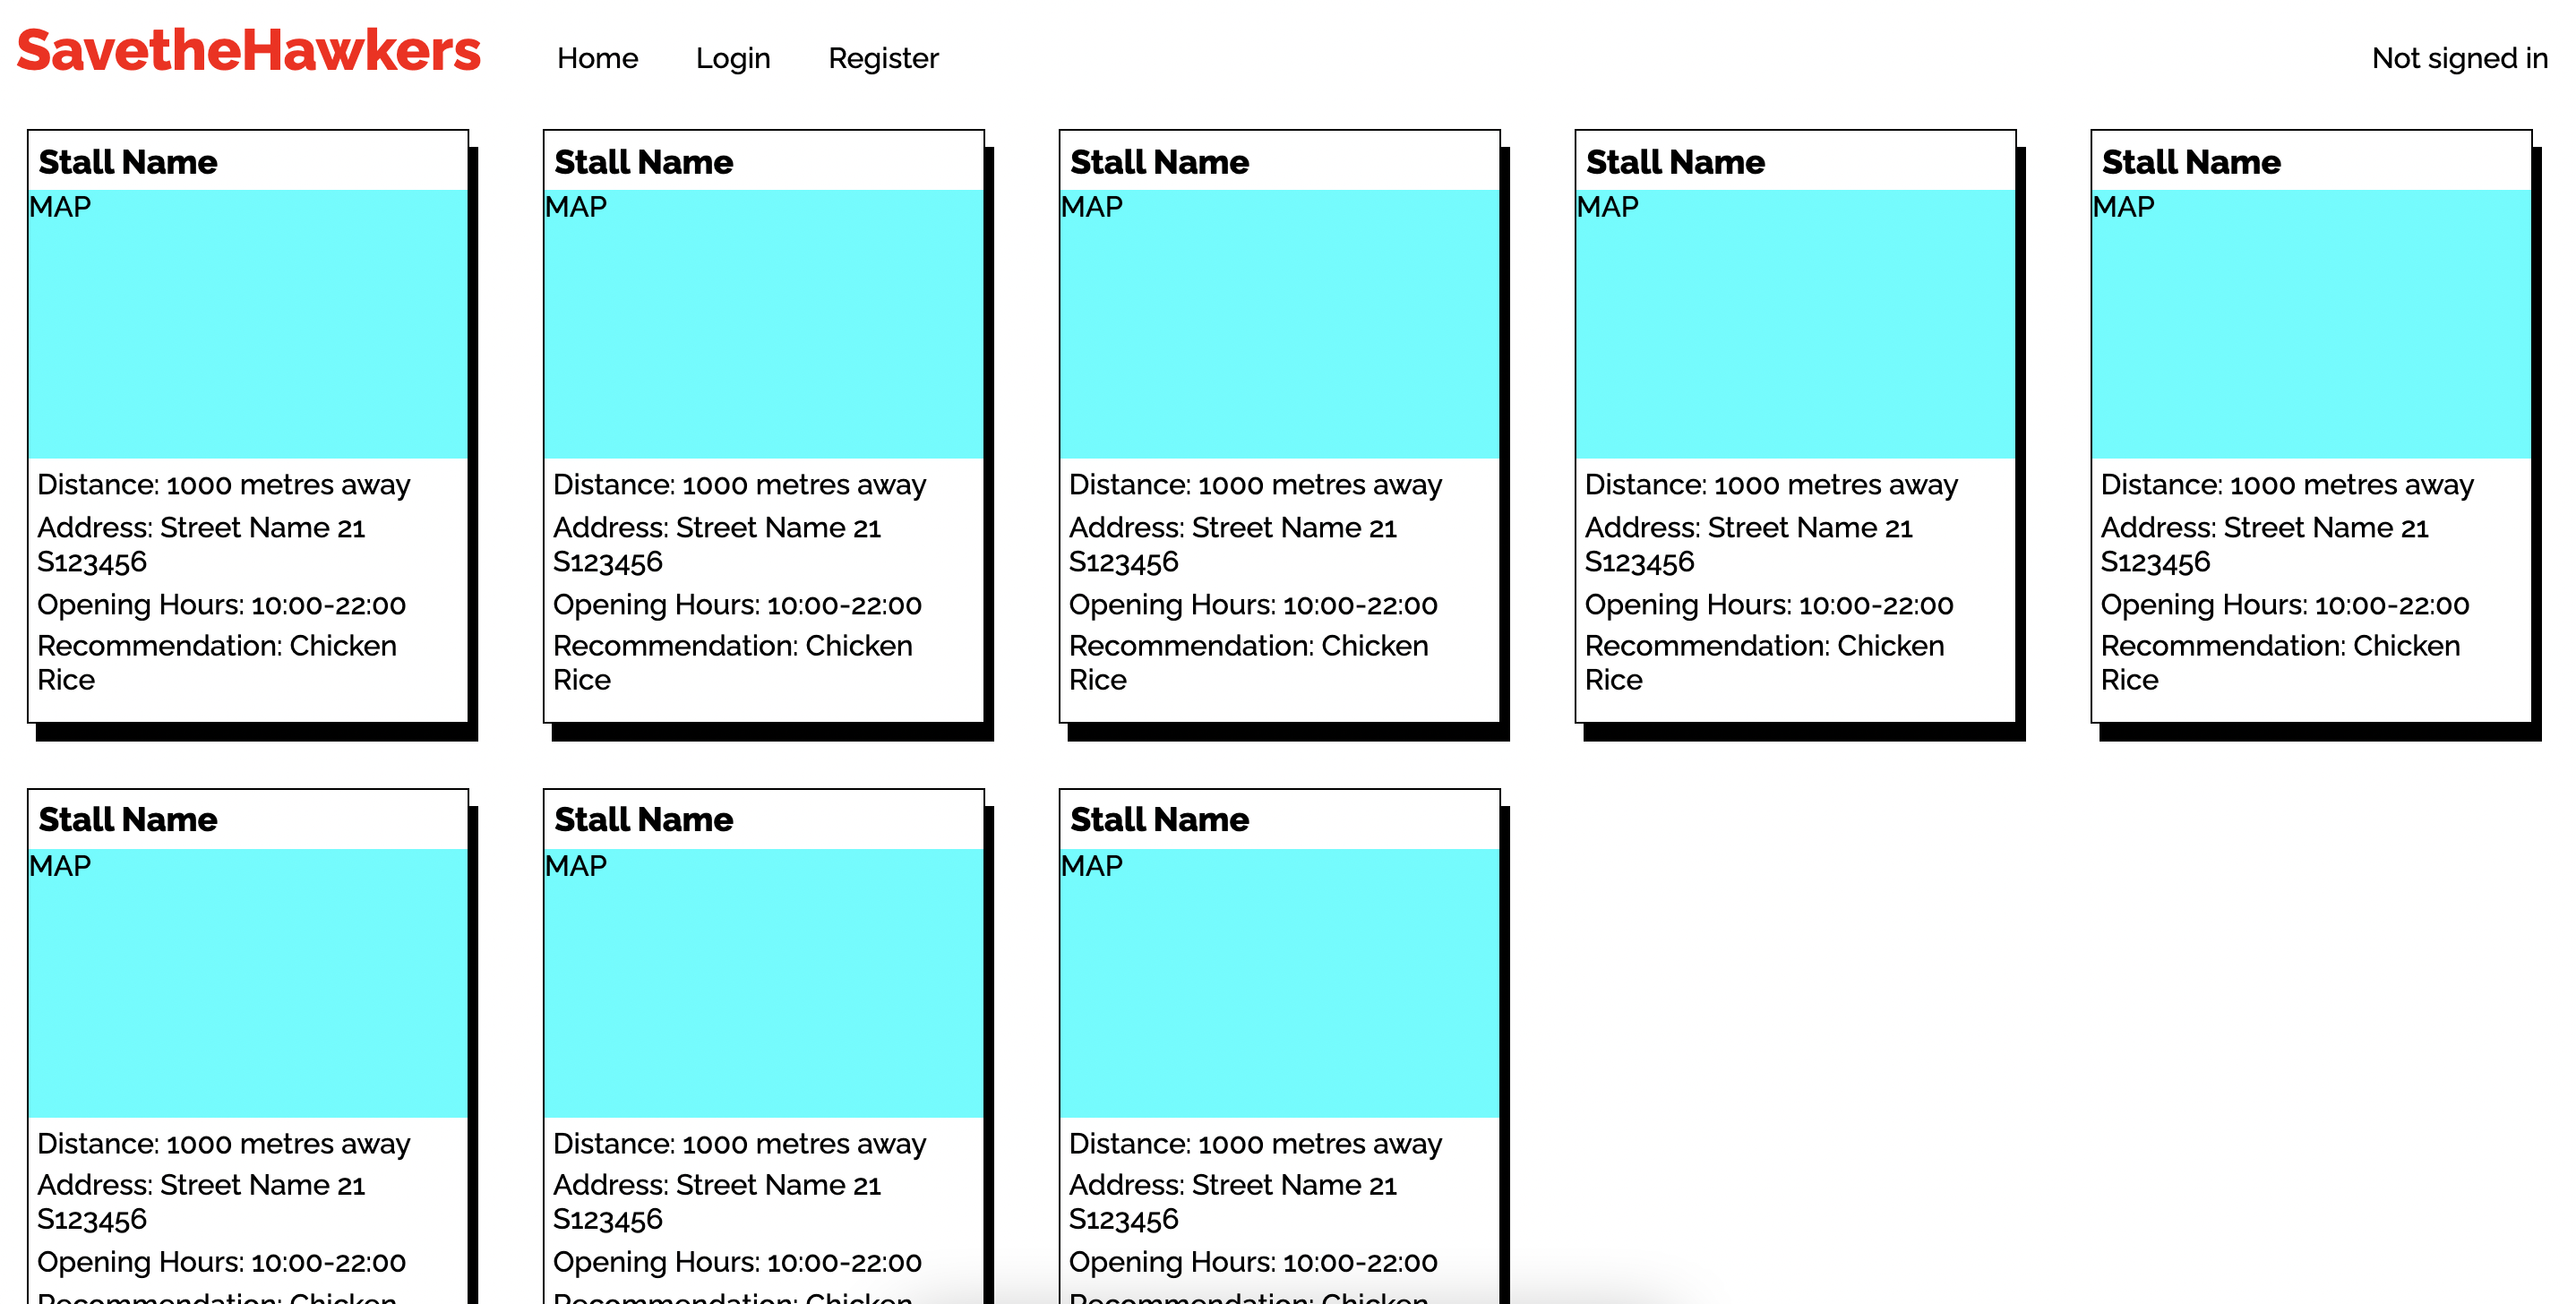 SavetheHawkers
Home
Login
Register
Not signed in
Stall Name
MAP
Distance: 1000 metres away
Address: Street Name 21
S123456
Opening Hours: 10:00-22:00
Recommendation: Chicken
Rice
Stall Name
MAP
Distance: 1000 metres away
Address: Street Name 21
S123456
Opening Hours: 10:00-22:00
Recommendation: Chicken
Rice
Stall Name
MAP
Distance: 1000 metres away
Address: Street Name 21
S123456
Opening Hours: 10:00-22:00
Recommendation: Chicken
Rice
Stall Name
MAP
Distance: 1000 metres away
Address: Street Name 21
S123456
Opening Hours: 10:00-22:00
Recommendation: Chicken
Rice
Stall Name
MAP
Distance: 1000 metres away
Address: Street Name 21
S123456
Opening Hours: 10:00-22:00
Recommendation: Chicken
Rice
Stall Name
MAP
Distance: 1000 metres away
Address: Street Name 21
S123456
Opening Hours: 10:00-22:00
Recommendation: Chicken
Stall Name
MAP
Distance: 1000 metres away
Address: Street Name 21
S123456
Opening Hours: 10:00-22:00
Recommendation: Chicken
Stall Name
MAP
Distance: 1000 metres away
Address: Street Name 21
S123456
Opening Hours: 10:00-22:00
Recommendation: Chicken